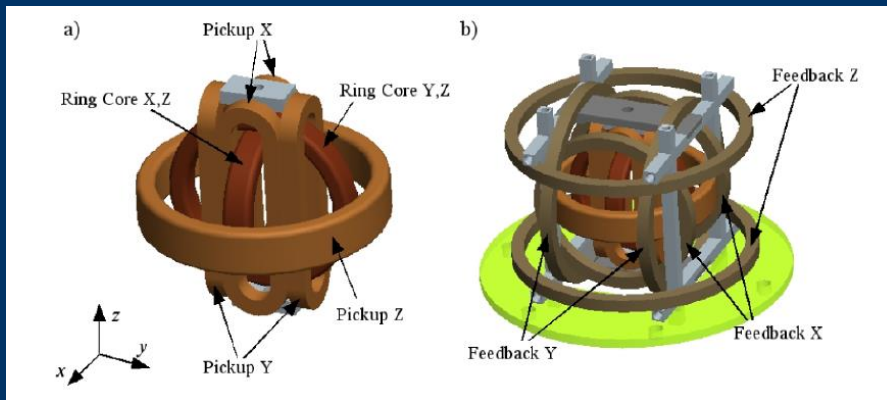 a)
Pickup X
Ring Core X,Z
Ring Core Y,Z
Pickup Z
Pickup Y
z
y
x
b)
Feedback Z
Feedback X
Feedback Y